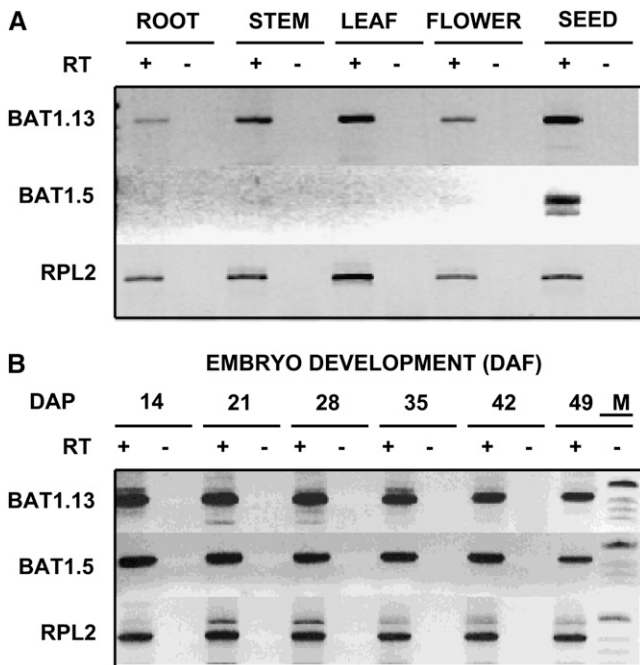 A
ROOT STEM LEAF FLOWER SEED
RT + - + - + - + - + -
BAT1.13
BAT1.5
RPL2
B
EMBRYO DEVELOPMENT (DAF)
DAP 14 21 28 35 42 49 M
RT + - + - + - + - + - + -
BAT1.13
BAT1.5
RPL2